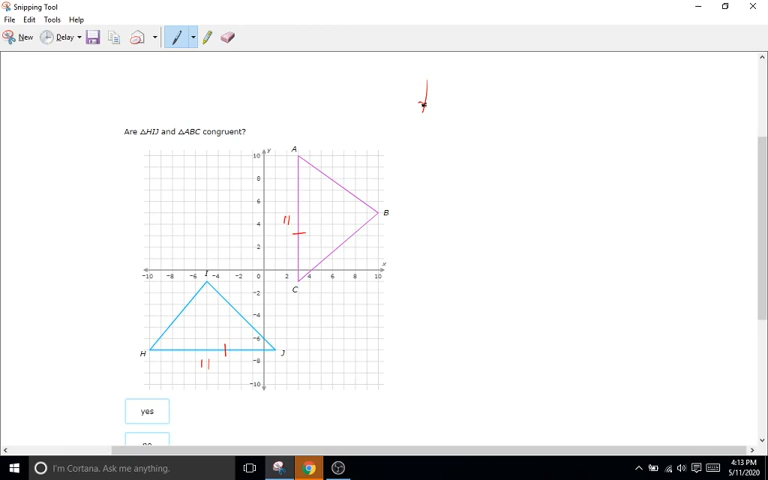 Snipping Tool
File Edit Tools Help
New Delay
Are △HIJ and △ABC congruent?
A
10 y
8
B
6
11
4
2
x
-10 -8 -6 -4 -2 0 2 4 6 8 10
I
C
-2
-4
-6
H J
11
-8
-10
yes
no
I'm Cortana. Ask me anything.
4:13 PM
5/11/2020